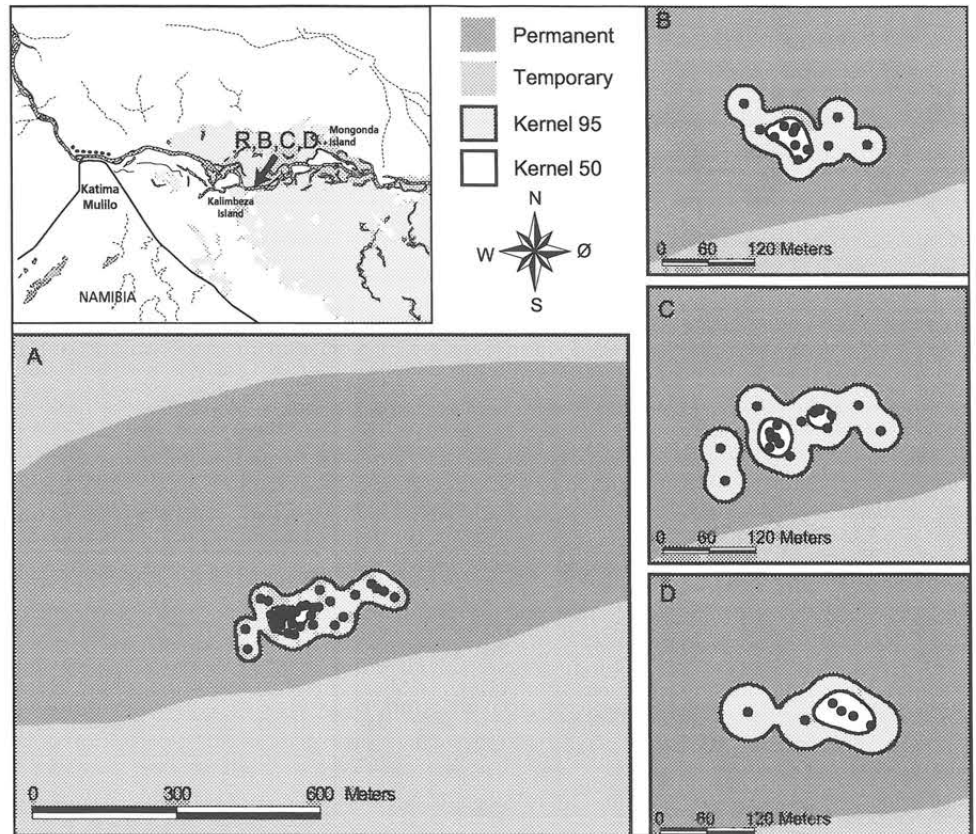 R,B,C,D
Mongonda
Island
Katima
Mulilo
Kalimbeza
Island
NAMIBIA
Permanent
Temporary
Kernel 95
Kernel 50
N
W
Ø
S
A
0 300 600 Meters
B
0 60 120 Meters
C
0 60 120 Meters
D
0 60 120 Meters